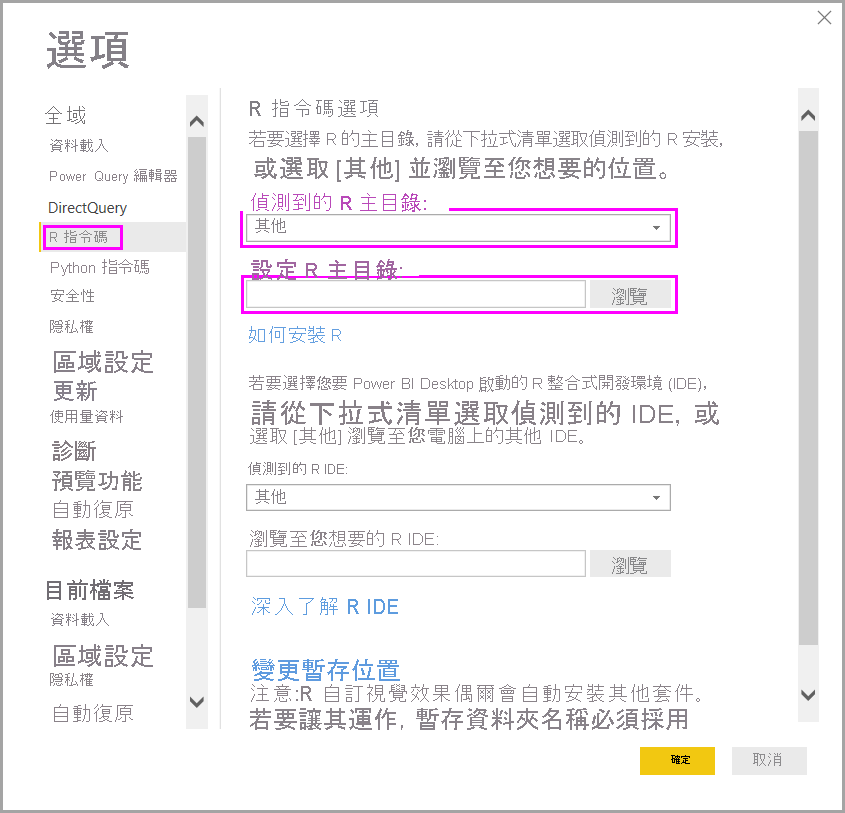 選項
全域
資料載入
Power Query 編輯器
DirectQuery
R 指令碼
Python 指令碼
安全性
隱私權
區域設定
更新
使用量資料
診斷
預覽功能
自動復原
報表設定
目前檔案
資料載入
區域設定
隱私權
自動復原
R 指令碼選項
若要選擇 R 的主目錄, 請從下拉式清單選取偵測到的 R 安裝,
或選取 [其他] 並瀏覽至您想要的位置。
偵測到的 R 主目錄:
其他
設定 R 主目錄:
瀏覽
如何安裝 R
若要選擇您要 Power BI Desktop 啟動的 R 整合式開發環境 (IDE),
請從下拉式清單選取偵測到的 IDE, 或
選取 [其他] 瀏覽至您電腦上的其他 IDE。
偵測到的 R IDE:
其他
瀏覽至您想要的 R IDE:
瀏覽
深入了解 R IDE
變更暫存位置
注意:R 自訂視覺效果偶爾會自動安裝其他套件。
若要讓其運作, 暫存資料夾名稱必須採用
確定
取消